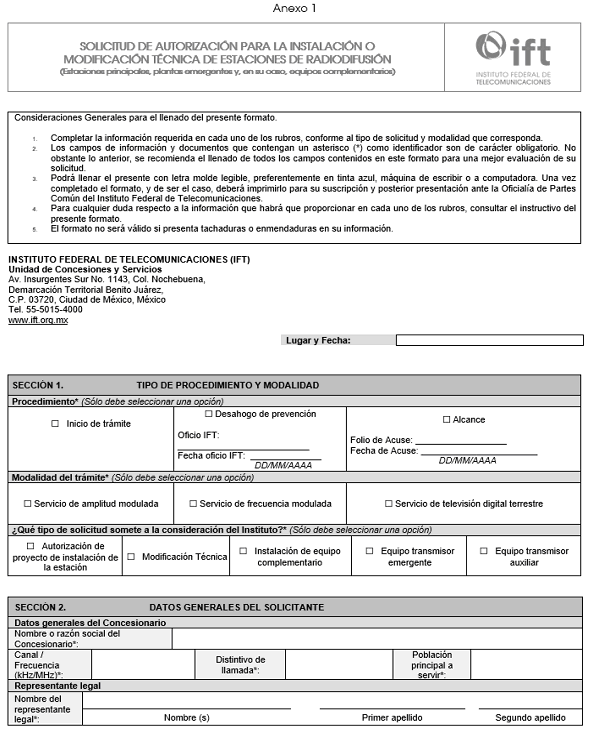 Anexo 1
SOLICITUD DE AUTORIZACIÓN PARA LA INSTALACIÓN O
MODIFICACIÓN TÉCNICA DE ESTACIONES DE RADIODIFUSIÓN
(Estaciones principales, plantas emergentes y, en su caso, equipos complementarios)
ift
INSTITUTO FEDERAL DE
TELECOMUNICACIONES
Consideraciones Generales para el llenado del presente formato.
1. Completar la información requerida en cada uno de los rubros, conforme al tipo de solicitud y modalidad que corresponda.
2. Los campos de información y documentos que contengan un asterisco (*) como identificador son de carácter obligatorio. No
obstante lo anterior, se recomienda el llenado de todos los campos contenidos en este formato para una mejor evaluación de su
solicitud.
3. Podrá llenar el presente con letra molde legible, preferentemente en tinta azul, máquina de escribir o a computadora. Una vez
completado el formato, y de ser el caso, deberá imprimirlo para su suscripción y posterior presentación ante la Oficialía de Partes
Común del Instituto Federal de Telecomunicaciones.
4. Para cualquier duda respecto a la información que habrá que proporcionar en cada uno de los rubros, consultar el instructivo del
presente formato.
5. El formato no será válido si presenta tachaduras o enmendaduras en su información.
INSTITUTO FEDERAL DE TELECOMUNICACIONES (IFT)
Unidad de Concesiones y Servicios
Av. Insurgentes Sur No. 1143, Col. Nochebuena,
Demarcación Territorial Benito Juárez,
C.P. 03720, Ciudad de México, México
Tel. 55-5015-4000
www.ift.org.mx
Lugar y Fecha:
SECCIÓN 1. TIPO DE PROCEDIMIENTO Y MODALIDAD
Procedimiento* (Sólo debe seleccionar una opción)
☐ Inicio de trámite
☐ Desahogo de prevención
Oficio IFT:
Fecha oficio IFT:
DD/MM/AAAA
☐ Alcance
Folio de Acuse:
Fecha de Acuse:
DD/MM/AAAA
Modalidad del trámite* (Sólo debe seleccionar una opción)
☐ Servicio de amplitud modulada
☐ Servicio de frecuencia modulada
☐ Servicio de televisión digital terrestre
¿Qué tipo de solicitud somete a la consideración del Instituto?* (Sólo debe seleccionar una opción)
☐ Autorización de
proyecto de instalación de
la estación
☐ Modificación Técnica
☐ Instalación de equipo
complementario
☐ Equipo transmisor
emergente
☐ Equipo transmisor
auxiliar
SECCIÓN 2. DATOS GENERALES DEL SOLICITANTE
Datos generales del Concesionario
Nombre o razón social del
Concesionario*:
Canal /
Frecuencia
(kHz/MHz)*:
Distintivo de
llamada*:
Población
principal a
servir*:
Representante legal
Nombre del
representante
legal*:
Nombre (s)
Primer apellido
Segundo apellido